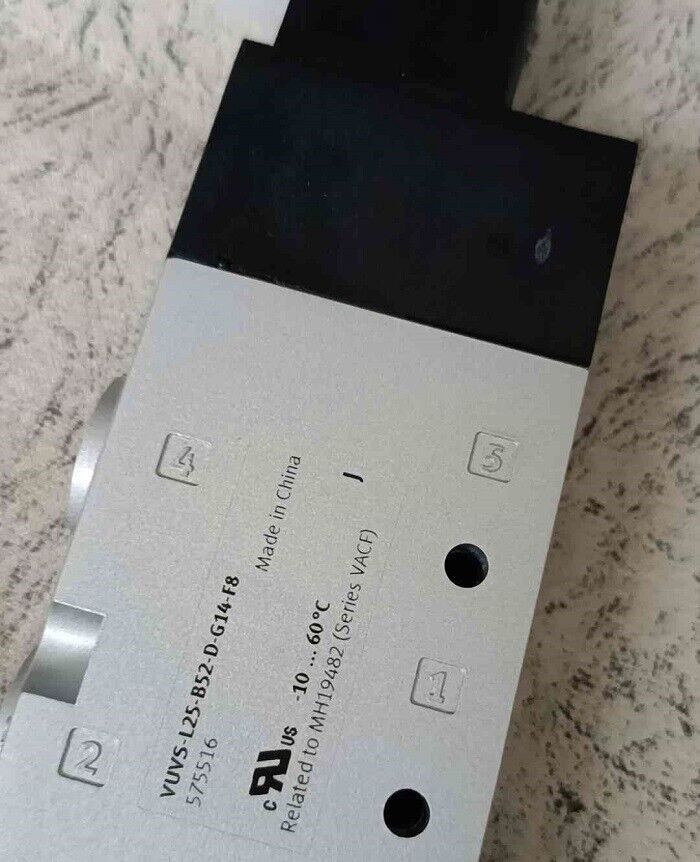 4
5
VUVS-L25-B52-D-G14-F8
575516 Made in China
c RU US -10 ... 60°C J
Related to MH19482 (Series VACF)
2
1